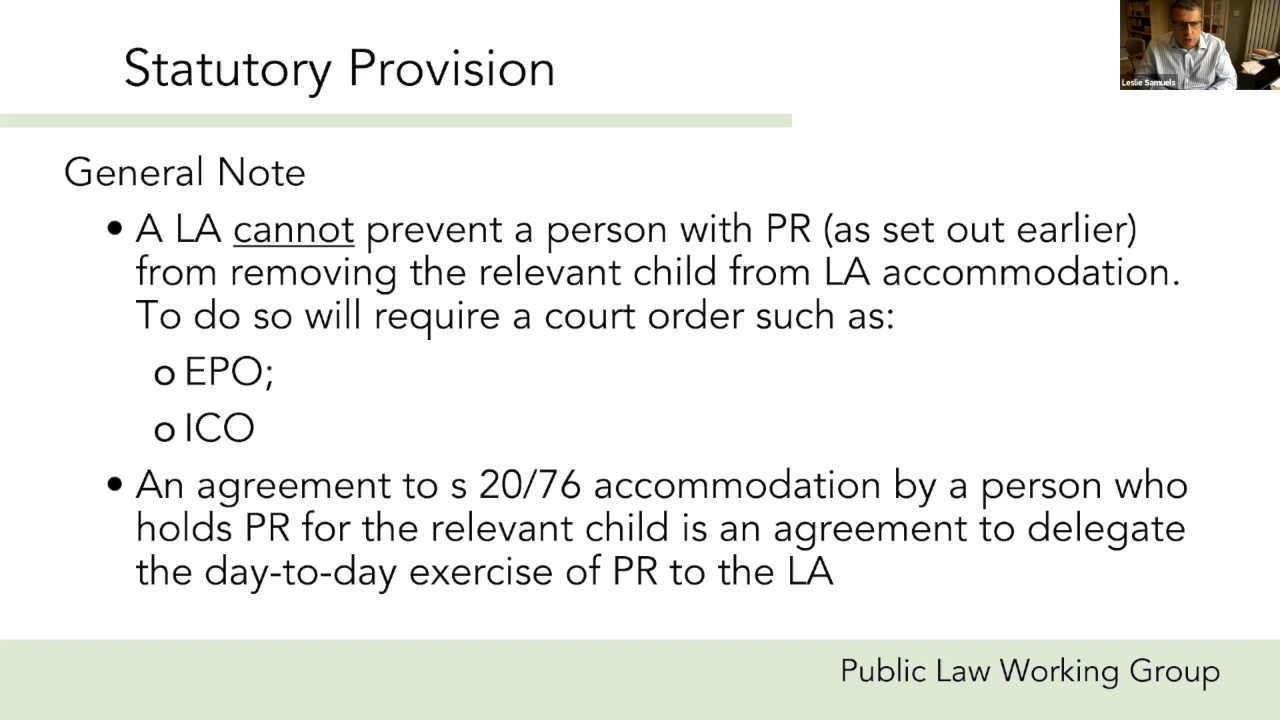 Statutory Provision
Leslie Samuels
General Note
• A LA cannot prevent a person with PR (as set out earlier)
from removing the relevant child from LA accommodation.
To do so will require a court order such as:
o EPO;
o ICO
• An agreement to s 20/76 accommodation by a person who
holds PR for the relevant child is an agreement to delegate
the day-to-day exercise of PR to the LA
Public Law Working Group